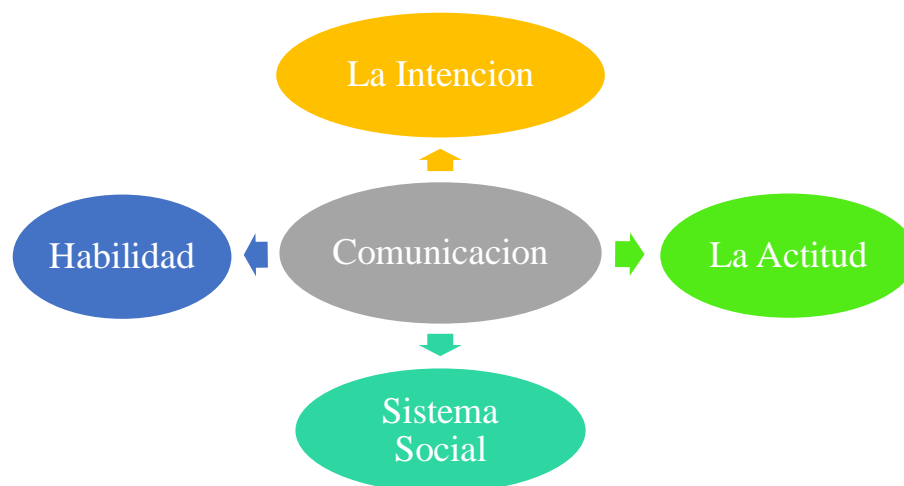 La Intencion
Habilidad
Comunicacion
La Actitud
Sistema
Social